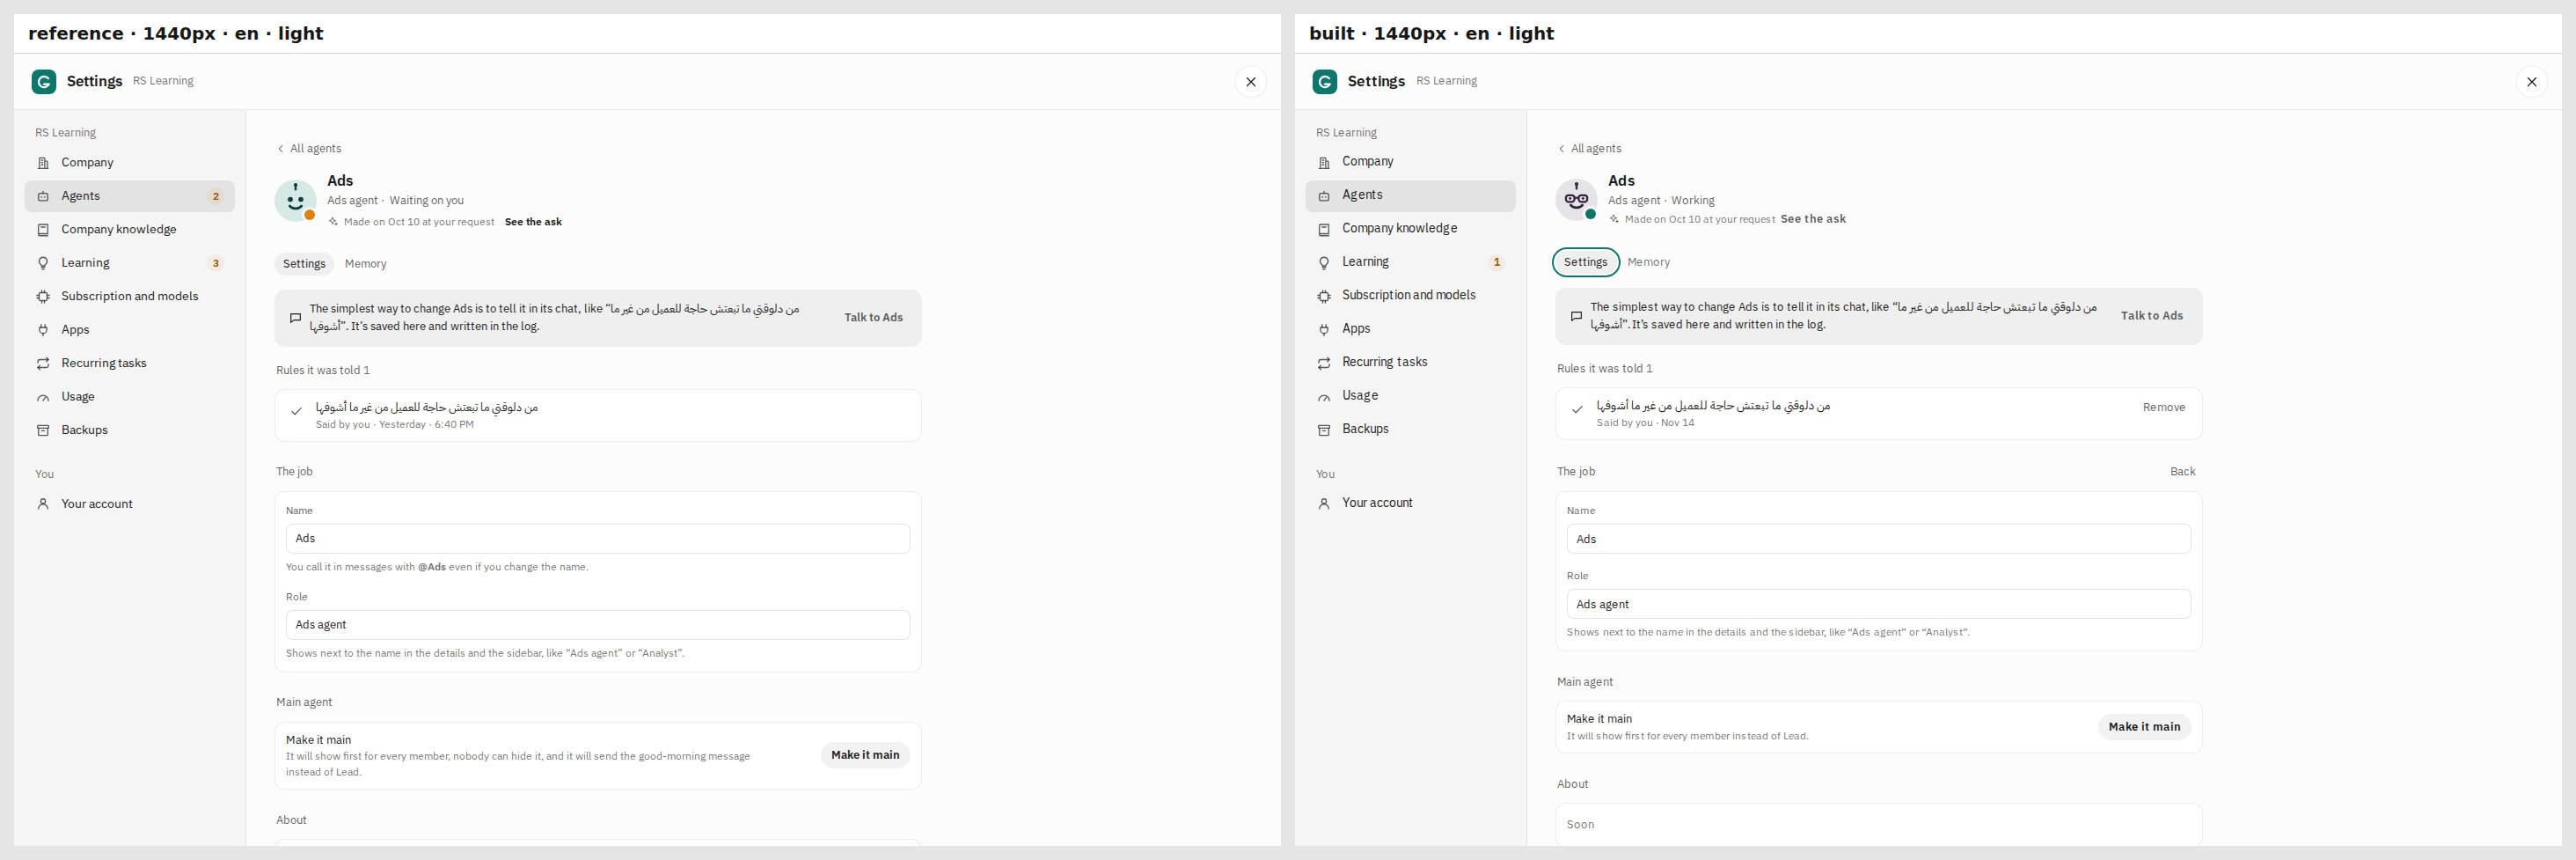 reference · 1440px · en · light
G Settings RS Learning
RS Learning
Company
Agents 2
Company knowledge
Learning 3
Subscription and models
Apps
Recurring tasks
Usage
Backups
You
Your account
All agents
Ads
Ads agent · Waiting on you
Made on Oct 10 at your request See the ask
Settings Memory
The simplest way to change Ads is to tell it in its chat, like “من دلوقتي ما تبعتش حاجة للعميل من غير ما
أشوفها”. It’s saved here and written in the log.
Talk to Ads
Rules it was told 1
من دلوقتي ما تبعتش حاجة للعميل من غير ما أشوفها
Said by you · Yesterday · 6:40 PM
The job
Name
Ads
You call it in messages with @Ads even if you change the name.
Role
Ads agent
Shows next to the name in the details and the sidebar, like “Ads agent” or “Analyst”.
Main agent
Make it main
It will show first for every member, nobody can hide it, and it will send the good-morning message
instead of Lead.
Make it main
About
built · 1440px · en · light
G Settings RS Learning
RS Learning
Company
Agents
Company knowledge
Learning 1
Subscription and models
Apps
Recurring tasks
Usage
Backups
You
Your account
All agents
Ads
Ads agent · Working
Made on Oct 10 at your request See the ask
Settings Memory
The simplest way to change Ads is to tell it in its chat, like “من دلوقتي ما تبعتش حاجة للعميل من غير ما
أشوفها”. It’s saved here and written in the log.
Talk to Ads
Rules it was told 1
من دلوقتي ما تبعتش حاجة للعميل من غير ما أشوفها
Said by you · Nov 14
Remove
The job Back
Name
Ads
Role
Ads agent
Shows next to the name in the details and the sidebar, like “Ads agent” or “Analyst”.
Main agent
Make it main
It will show first for every member instead of Lead.
Make it main
About
Soon